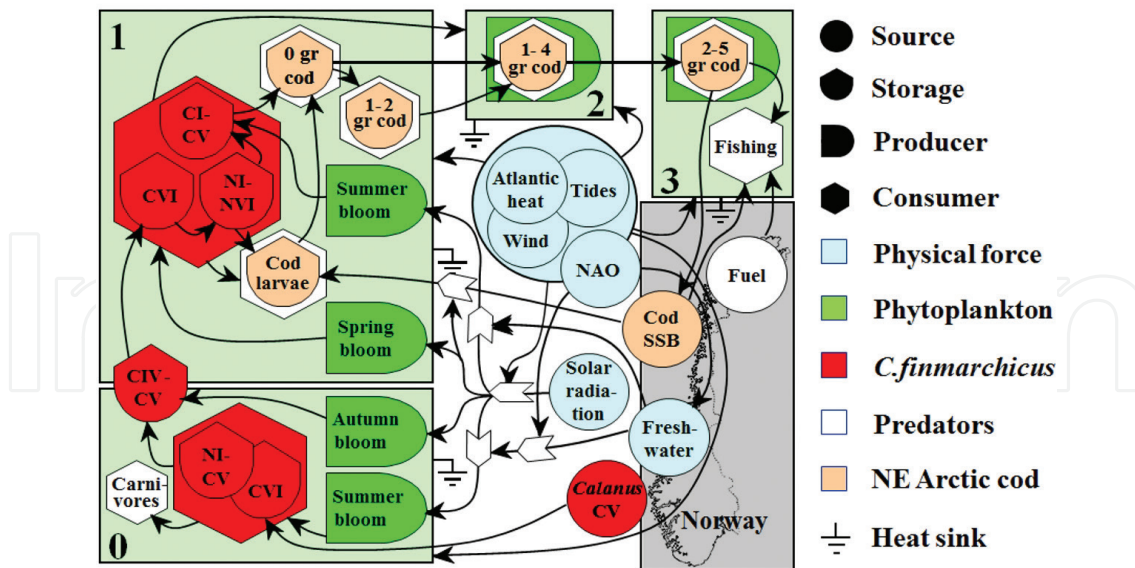 1
0 gr
cod
1- 2
gr cod
CI-
CV
CVI
NI-
NVI
Cod
larvae
Summer
bloom
Spring
bloom
CIV-
CV
0
NI-
CV
CVI
Carni-
vores
Autumn
bloom
Summer
bloom
1- 4
gr cod
2
2-5
gr cod
Fishing
3
Atlantic
heat
Tides
Wind
NAO
Fuel
Cod
SSB
Solar
radia-
tion
Fresh-
water
Calanus
CV
Norway
Source
Storage
Producer
Consumer
Physical force
Phytoplankton
C.finmarchicus
Predators
NE Arctic cod
Heat sink